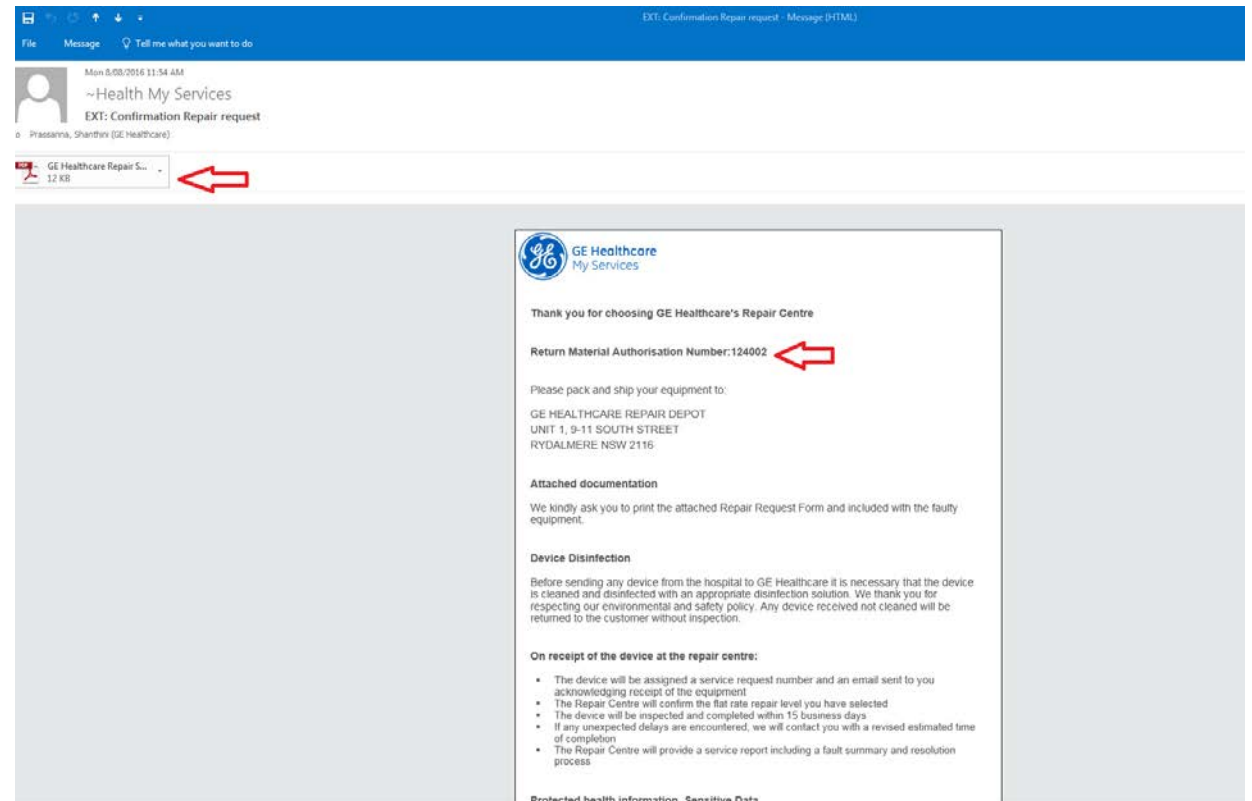 EXT: Confirmation Repair request - Message (HTML)
File Message Tell me what you want to do
Mon 8/08/2016 11:54 AM
~Health My Services
EXT: Confirmation Repair request
o Prassanna, Shanthini (GE Healthcare)
GE Healthcare Repair S...
12 KB
GE Healthcare
My Services
Thank you for choosing GE Healthcare's Repair Centre
Return Material Authorisation Number:124002
Please pack and ship your equipment to:
GE HEALTHCARE REPAIR DEPOT
UNIT 1, 9-11 SOUTH STREET
RYDALMERE NSW 2116
Attached documentation
We kindly ask you to print the attached Repair Request Form and included with the faulty
equipment.
Device Disinfection
Before sending any device from the hospital to GE Healthcare it is necessary that the device
is cleaned and disinfected with an appropriate disinfection solution. We thank you for
respecting our environmental and safety policy. Any device received not cleaned will be
returned to the customer without inspection.
On receipt of the device at the repair centre:
▪ The device will be assigned a service request number and an email sent to you
acknowledging receipt of the equipment
▪ The Repair Centre will confirm the flat rate repair level you have selected
▪ The device will be inspected and completed within 15 business days
▪ If any unexpected delays are encountered, we will contact you with a revised estimated time
of completion
▪ The Repair Centre will provide a service report including a fault summary and resolution
process
Protected health information, Sensitive Data